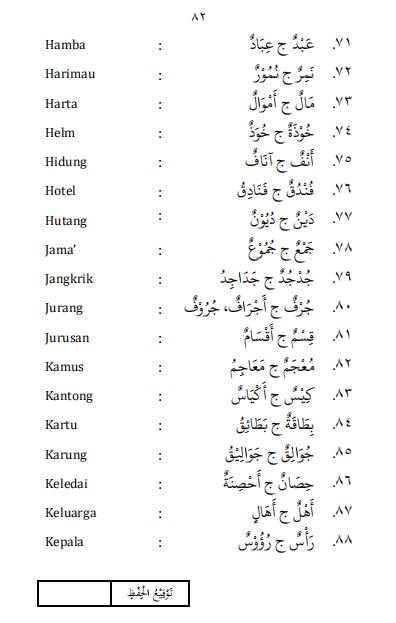 ٨٢
Hamba : عَبْدٌ ج عِبَادٌ .٧١
Harimau : نَمِرٌ ج نُمُوْرٌ .٧٢
Harta : مَالٌ ج أَمْوَالٌ .٧٣
Helm : خُوْذَةٌ ج خُوَذٌ .٧٤
Hidung : أَنْفٌ ج آنَافٌ .٧٥
Hotel : فُنْدُقٌ ج فَنَادِقُ .٧٦
Hutang : دَيْنٌ ج دُيُوْنٌ .٧٧
Jama’ : جَمْعٌ ج جُمُوْعٌ .٧٨
Jangkrik : جُدْجُدٌ ج جَدَاجِدُ .٧٩
Jurang : جُرْفٌ ج أَجْرَافٌ، جُرُوْفٌ .٨٠
Jurusan : قِسْمٌ ج أَقْسَامٌ .٨١
Kamus : مُعْجَمٌ ج مَعَاجِمُ .٨٢
Kantong : كِيْسٌ ج أَكْيَاسٌ .٨٣
Kartu : بِطَاقَةٌ ج بَطَائِقُ .٨٤
Karung : جُوَالِقٌ ج جَوَالِيْقُ .٨٥
Keledai : حِصَانٌ ج أَحْصِنَةٌ .٨٦
Keluarga : أَهْلٌ ج أَهَالٍ .٨٧
Kepala : رَأْسٌ ج رُؤُوْسٌ .٨٨
تَوْقِيْعُ الْحِفْظِ